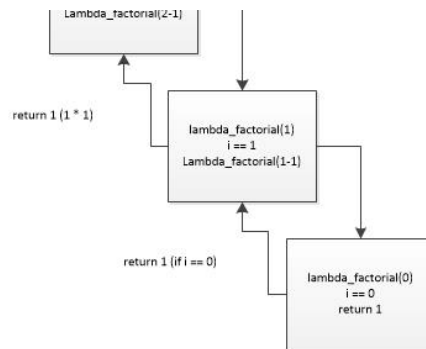 Lambda_factorial(2-1)
return 1 (1 * 1)
lambda_factorial(1)
i == 1
Lambda_factorial(1-1)
return 1 (if i == 0)
lambda_factorial(0)
i == 0
return 1